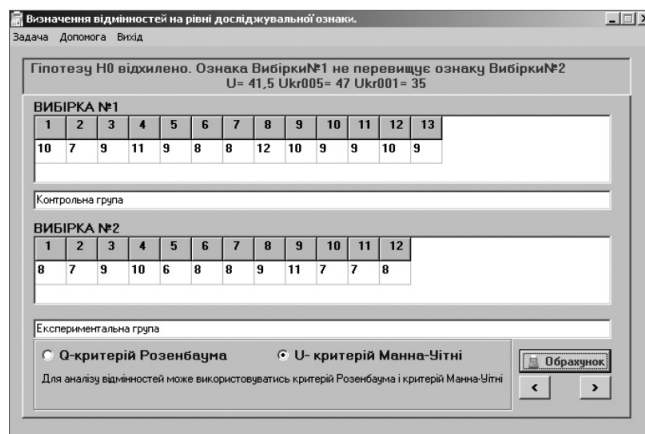 Визначення відмінностей на рівні досліджувальної ознаки.
Задача Допомога Вихід
Гіпотезу Н0 відхилено. Ознака Вибірки№1 не перевищує ознаку Вибірки№2
U= 41,5 Ukr005= 47 Ukr001= 35
ВИБІРКА №1
1 2 3 4 5 6 7 8 9 10 11 12 13
10 7 9 11 9 8 8 12 10 9 9 10 9
Контрольна група
ВИБІРКА №2
1 2 3 4 5 6 7 8 9 10 11 12
8 7 9 10 6 8 8 9 11 7 7 8
Експериментальна група
Q-критерій Розенбаума U- критерій Манна-Уітні
Для аналізу відмінностей може використовуватись критерій Розенбаума і критерій Манна-Уітні
Обрахунок
< >